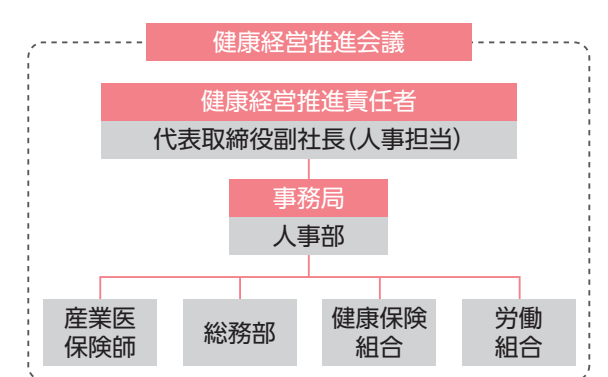 健康経営推進会議
健康経営推進責任者
代表取締役副社長（人事担当）
事務局
人事部
産業医
保険師
総務部
健康保険
組合
労働
組合